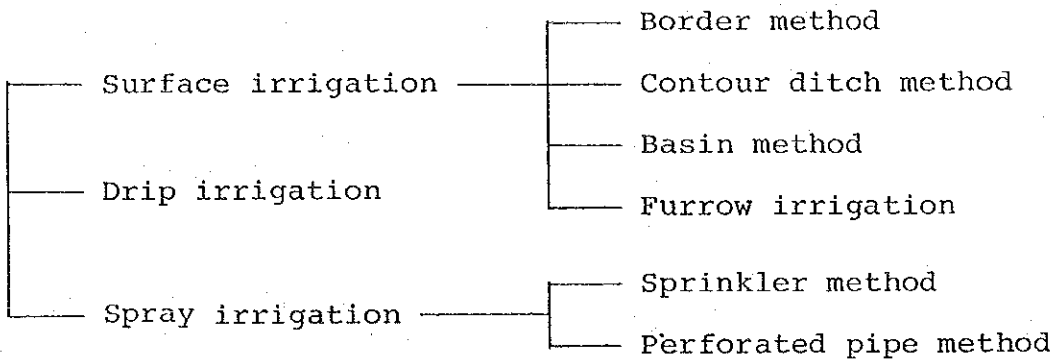 Border method
Surface irrigation
Contour ditch method
Basin method
Drip irrigation
Furrow irrigation
Sprinkler method
Spray irrigation
Perforated pipe method